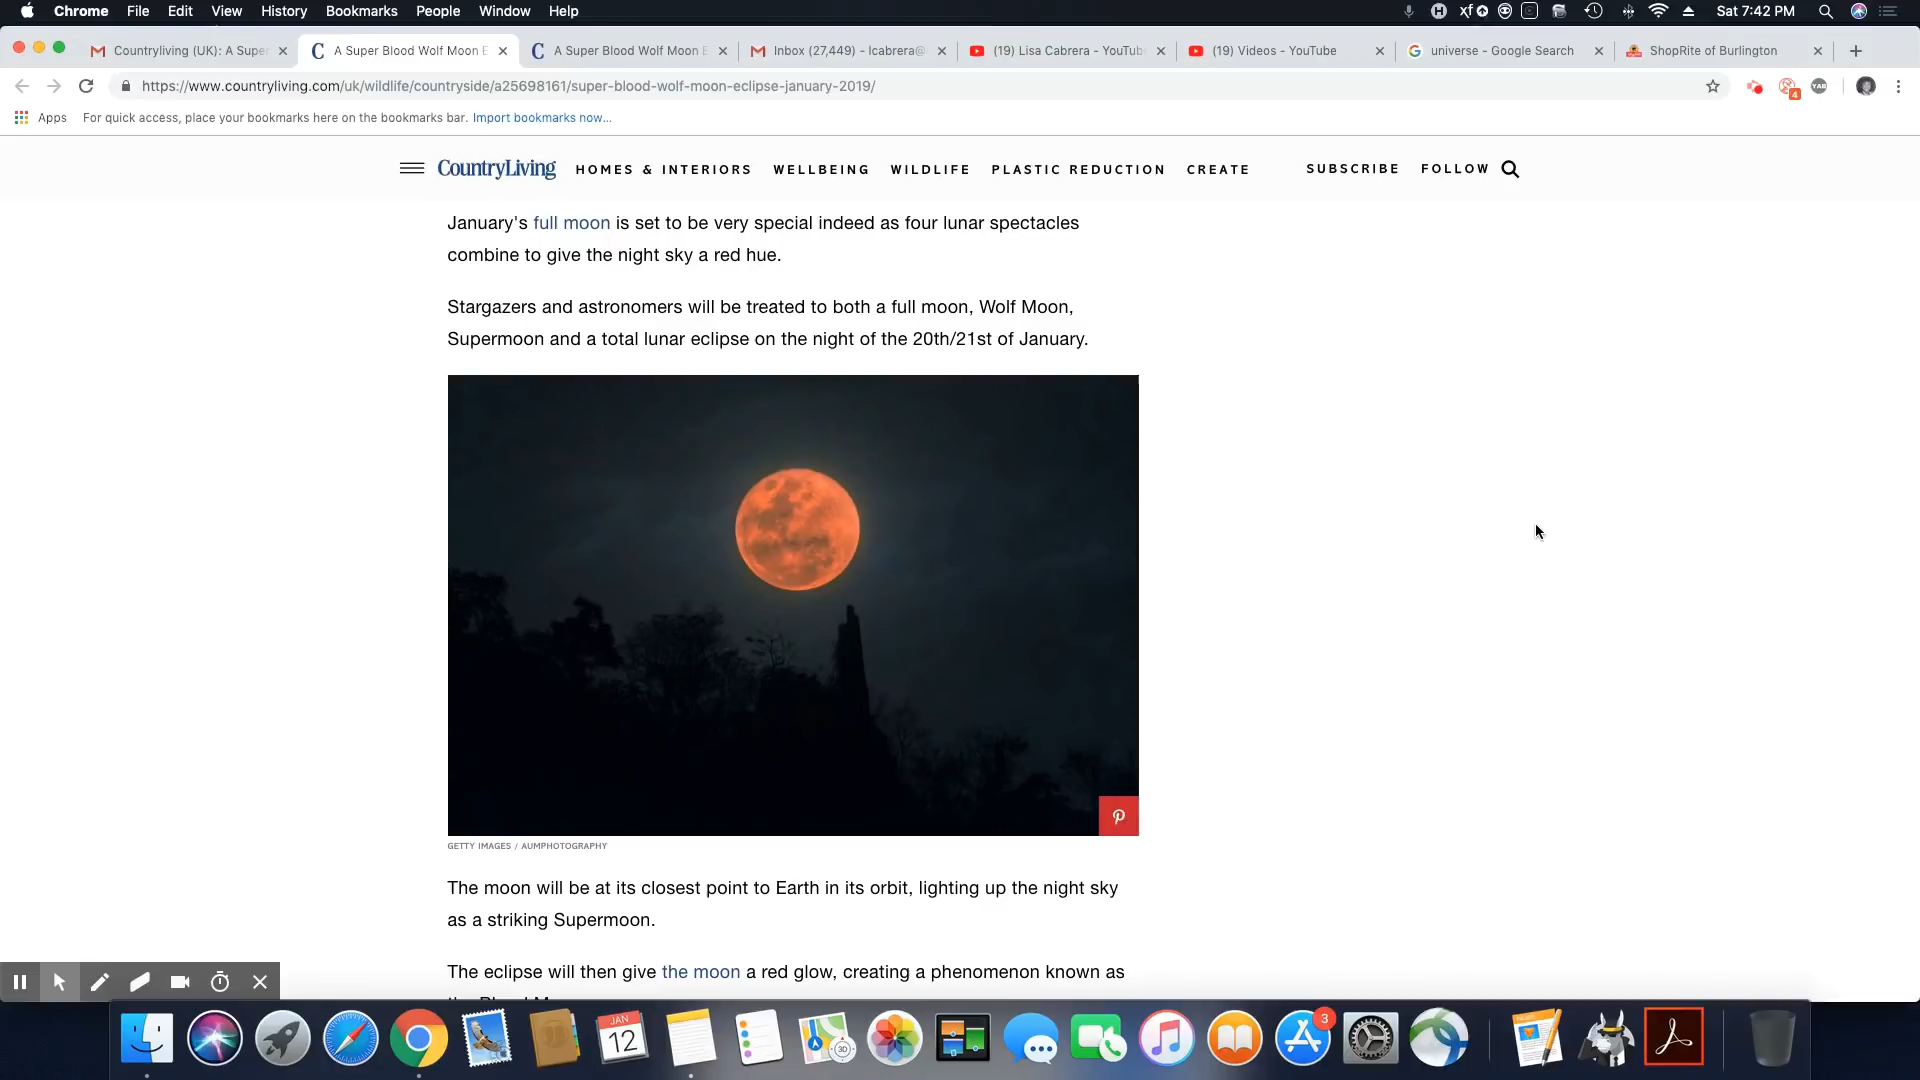 Chrome File Edit View History Bookmarks People Window Help
Sat 7:42 PM
Countryliving (UK): A Super
A Super Blood Wolf Moon E
A Super Blood Wolf Moon E
Inbox (27,449) - lcabrera@
(19) Lisa Cabrera - YouTube
(19) Videos - YouTube
universe - Google Search
ShopRite of Burlington
https://www.countryliving.com/uk/wildlife/countryside/a25698161/super-blood-wolf-moon-eclipse-january-2019/
4
Apps For quick access, place your bookmarks here on the bookmarks bar. Import bookmarks now...
CountryLiving HOMES & INTERIORS WELLBEING WILDLIFE PLASTIC REDUCTION CREATE SUBSCRIBE FOLLOW
January's full moon is set to be very special indeed as four lunar spectacles
combine to give the night sky a red hue.
Stargazers and astronomers will be treated to both a full moon, Wolf Moon,
Supermoon and a total lunar eclipse on the night of the 20th/21st of January.
GETTY IMAGES / AUMPHOTOGRAPHY
The moon will be at its closest point to Earth in its orbit, lighting up the night sky
as a striking Supermoon.
The eclipse will then give the moon a red glow, creating a phenomenon known as
JAN
12
3D
3